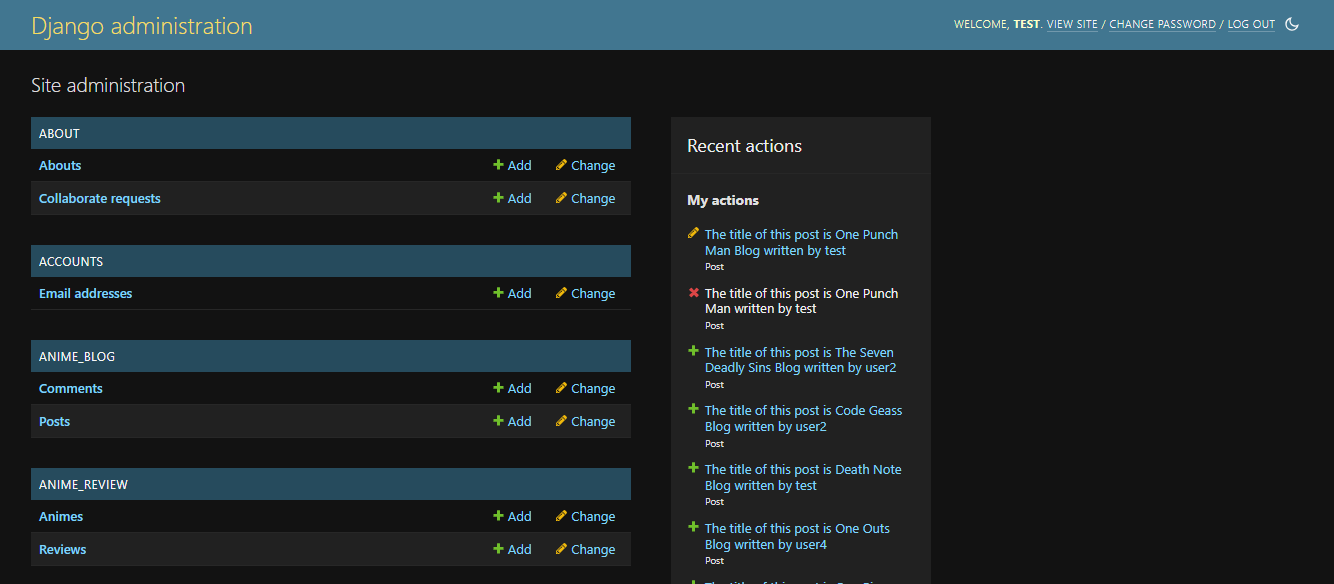 Django administration
WELCOME, TEST. VIEW SITE / CHANGE PASSWORD / LOG OUT
Site administration
ABOUT
Abouts Add Change
Collaborate requests Add Change
ACCOUNTS
Email addresses Add Change
ANIME_BLOG
Comments Add Change
Posts Add Change
ANIME_REVIEW
Animes Add Change
Reviews Add Change
Recent actions
My actions
The title of this post is One Punch
Man Blog written by test
Post
The title of this post is One Punch
Man written by test
Post
The title of this post is The Seven
Deadly Sins Blog written by user2
Post
The title of this post is Code Geass
Blog written by user2
Post
The title of this post is Death Note
Blog written by test
Post
The title of this post is One Outs
Blog written by user4
Post